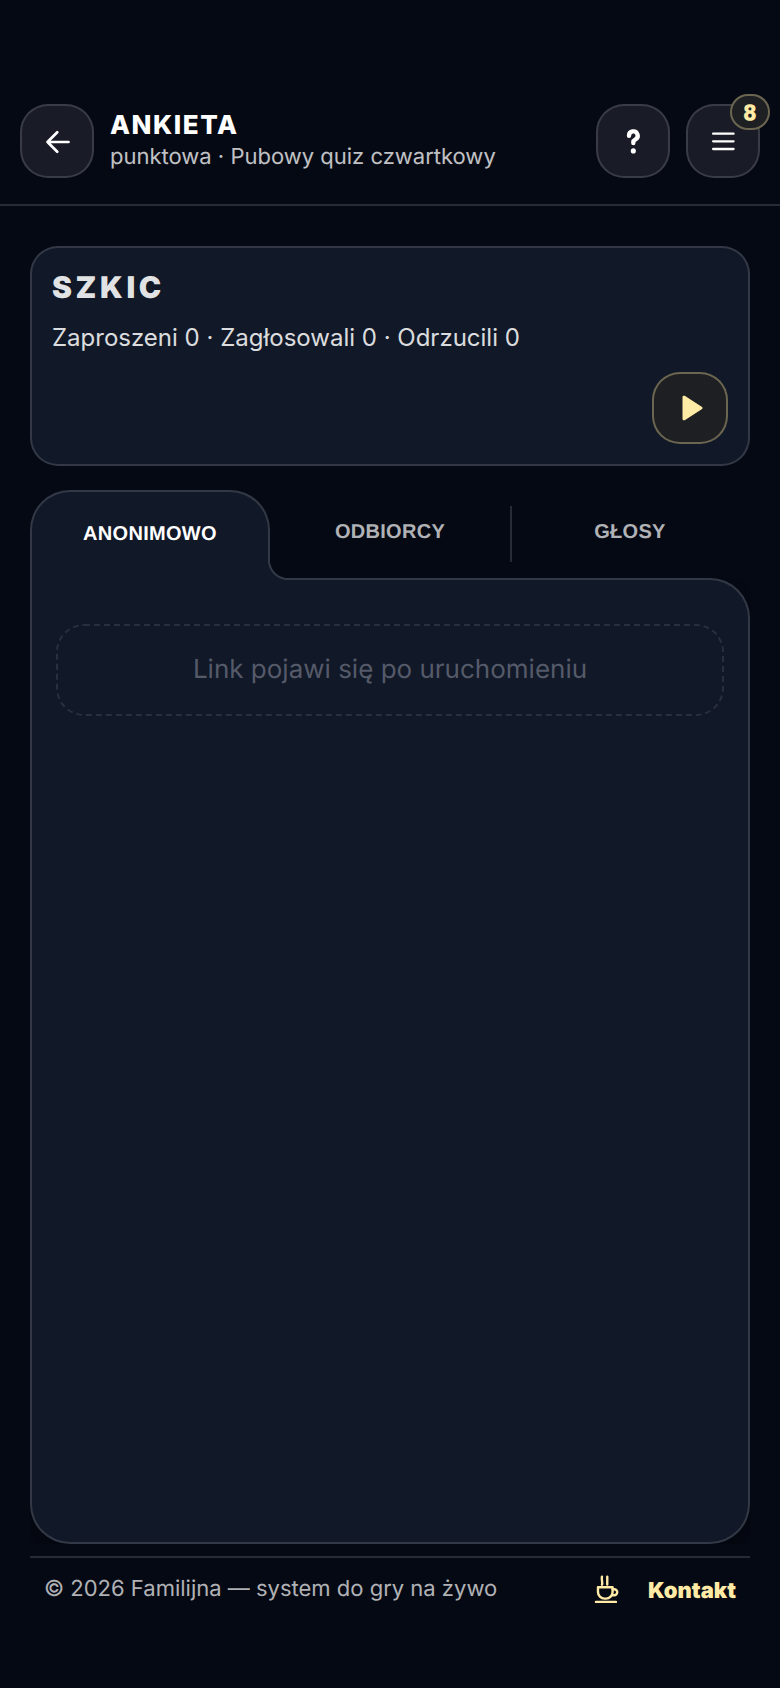 ANKIETA
punktowa · Pubowy quiz czwartkowy
?
8
SZKIC
Zaproszeni 0 · Zagłosowali 0 · Odrzucili 0
ANONIMOWO
ODBIORCY
GŁOSY
Link pojawi się po uruchomieniu
© 2026 Familijna — system do gry na żywo
Kontakt